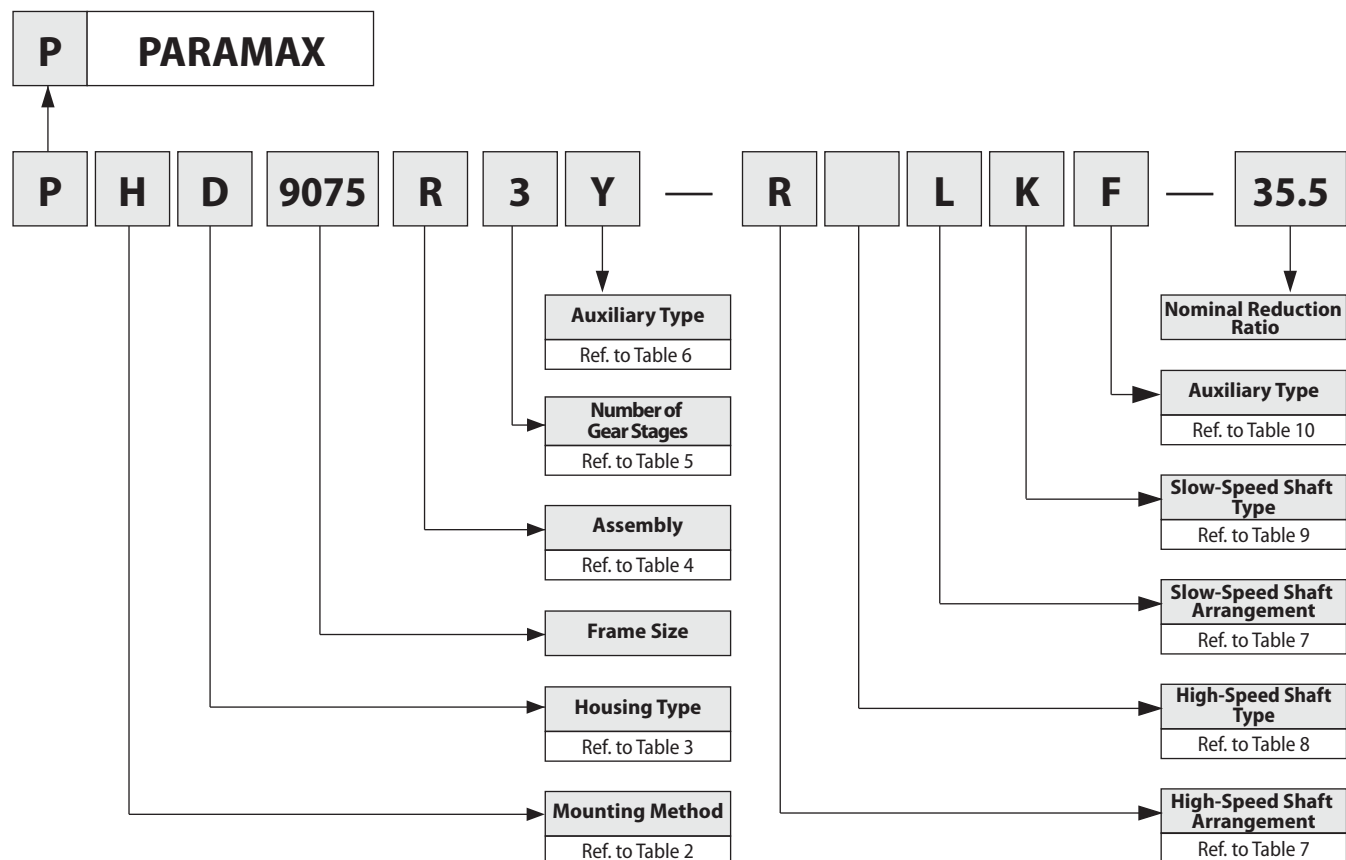 P PARAMAX
P H D 9075 R 3 Y — R L K F — 35.5
Auxiliary Type
Ref. to Table 6
Number of
Gear Stages
Ref. to Table 5
Assembly
Ref. to Table 4
Frame Size
Housing Type
Ref. to Table 3
Mounting Method
Ref. to Table 2
Nominal Reduction
Ratio
Auxiliary Type
Ref. to Table 10
Slow-Speed Shaft
Type
Ref. to Table 9
Slow-Speed Shaft
Arrangement
Ref. to Table 7
High-Speed Shaft
Type
Ref. to Table 8
High-Speed Shaft
Arrangement
Ref. to Table 7